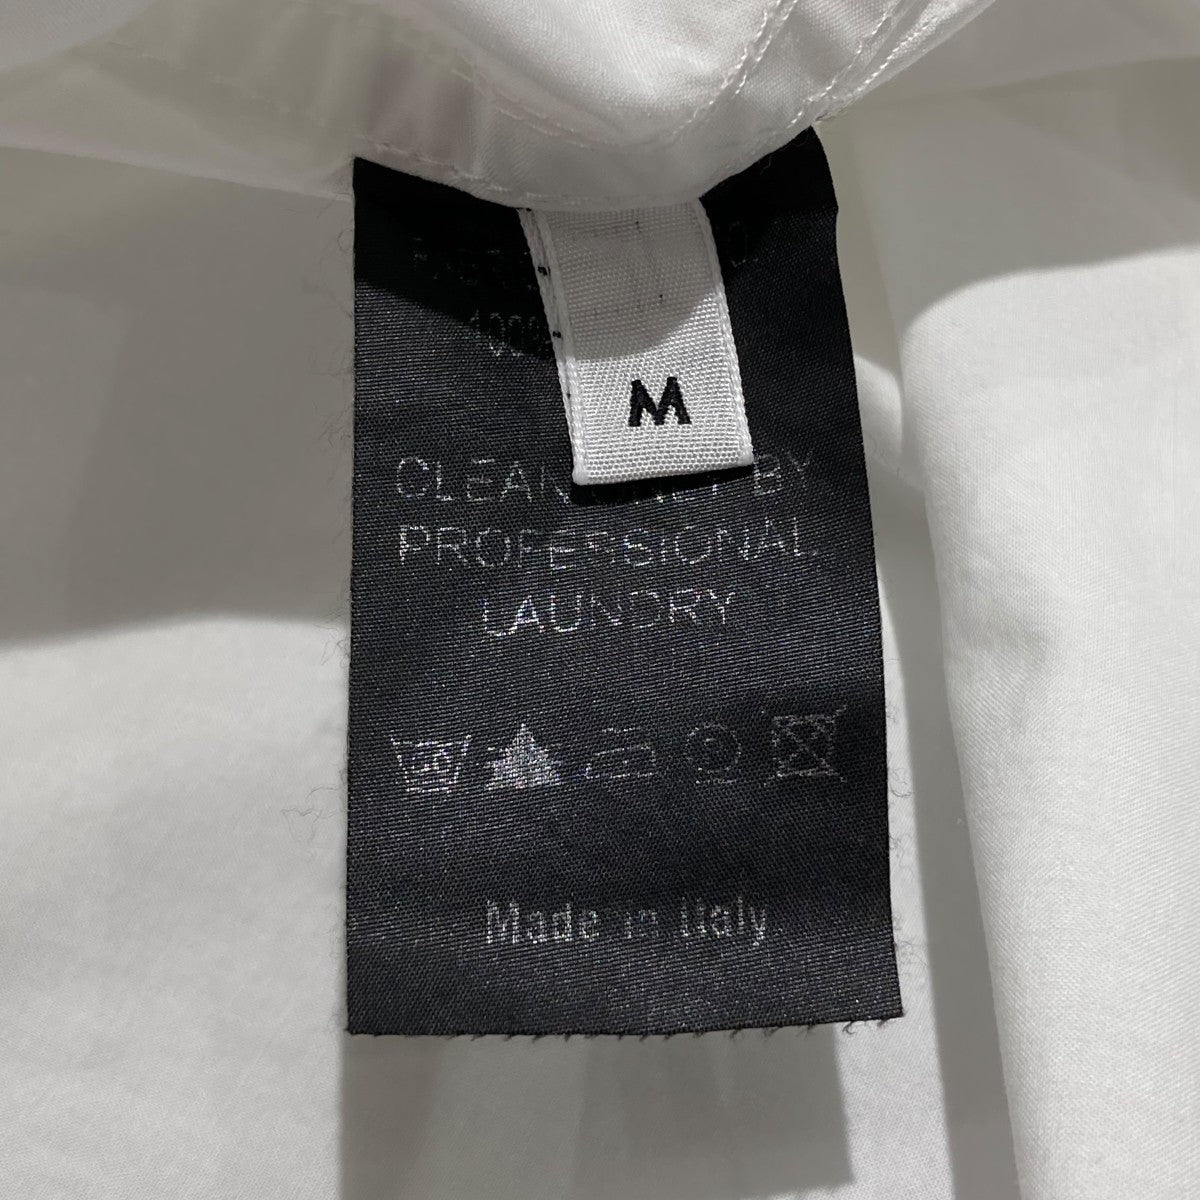 M
CLEAN ONLY BY
PROFESSIONAL
LAUNDRY
Made in Italy